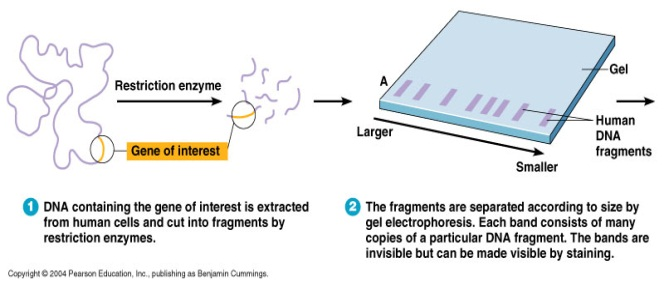 Restriction enzyme
Gene of interest
A
Gel
Human
DNA
fragments
Larger
Smaller
1 DNA containing the gene of interest is extracted
from human cells and cut into fragments by
restriction enzymes.
2 The fragments are separated according to size by
gel electrophoresis. Each band consists of many
copies of a particular DNA fragment. The bands are
invisible but can be made visible by staining.
Copyright © 2004 Pearson Education, Inc., publishing as Benjamin Cummings.